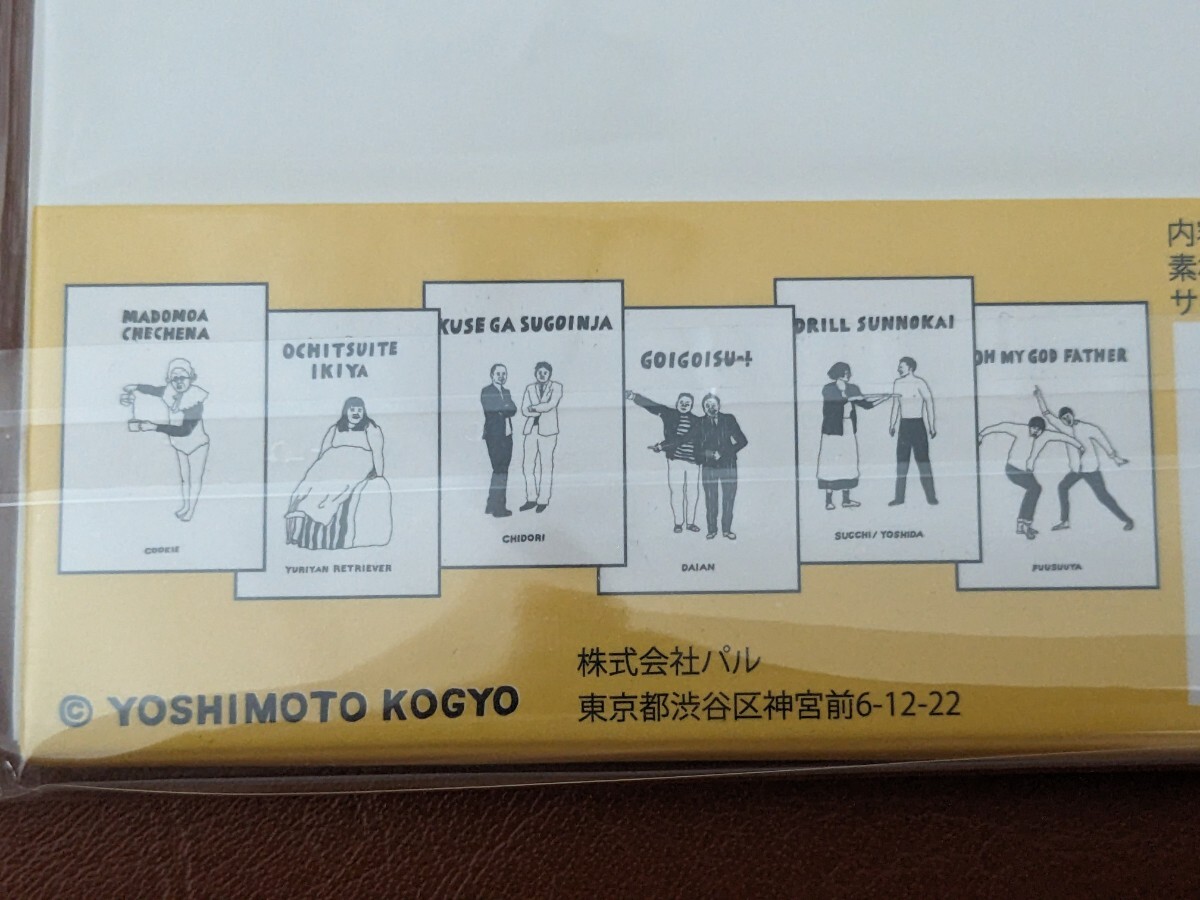 MADOMOA
CHECHENA
COOKIE
OCHITSUITE
IKIYA
YURIYAN RETRIEVER
KUSE GA SUGOINJA
CHIDORI
GOIGOISU〜†
DAIAN
DRILL SUNNOKAI
SUCCHI/YOSHIDA
OH MY GOD FATHER
FUUSUUYA
内
素
サ
© YOSHIMOTO KOGYO
株式会社パル
東京都渋谷区神宮前6-12-22